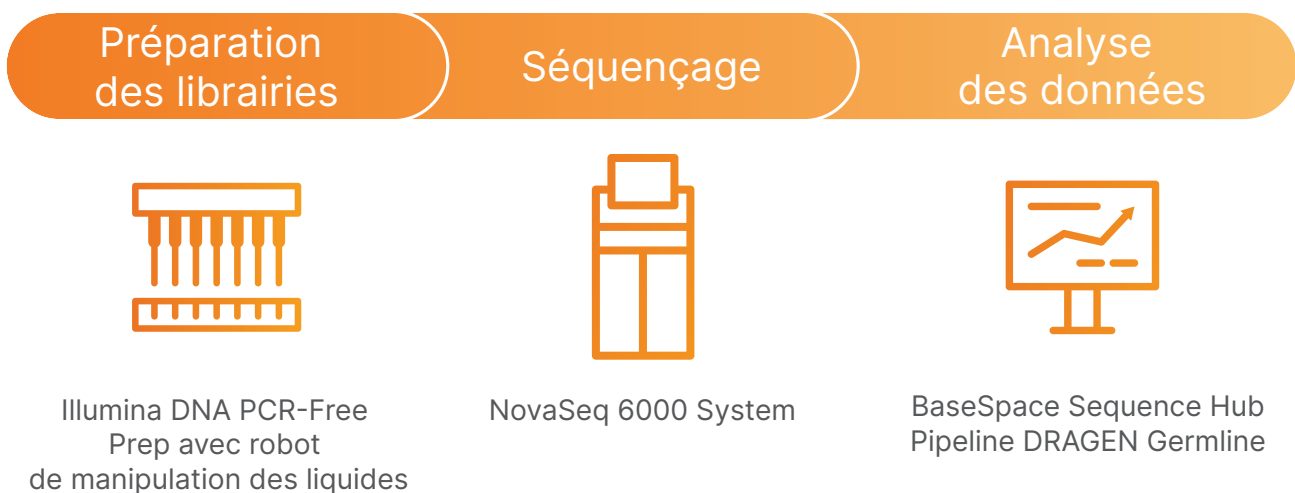 Préparation
des librairies
Séquençage
Analyse
des données
Illumina DNA PCR-Free
Prep avec robot
de manipulation des liquides
NovaSeq 6000 System
BaseSpace Sequence Hub
Pipeline DRAGEN Germline